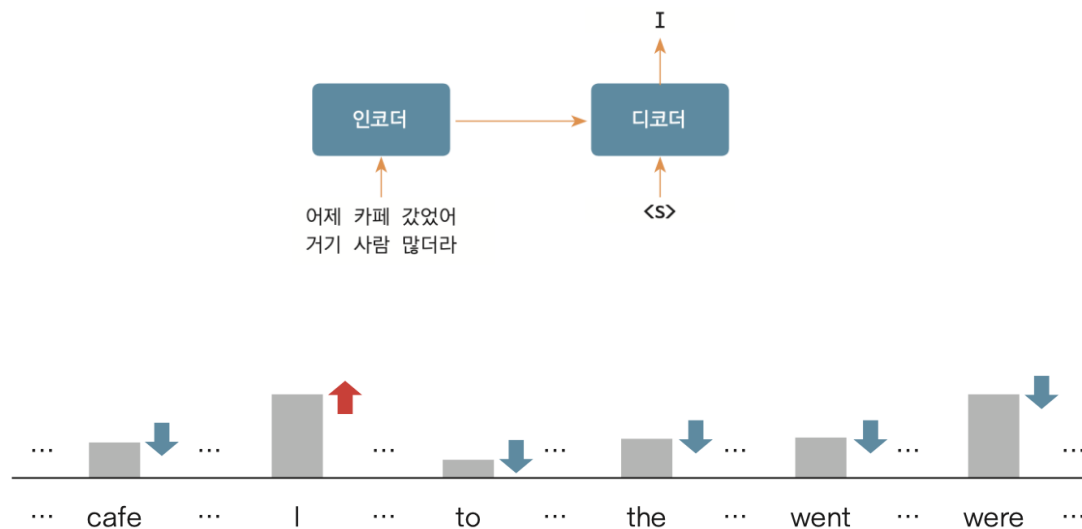 I
인코더
디코더
어제 카페 갔었어
거기 사람 많더라
<s>
… … … … … … …
… cafe … I … to … the … went … were …